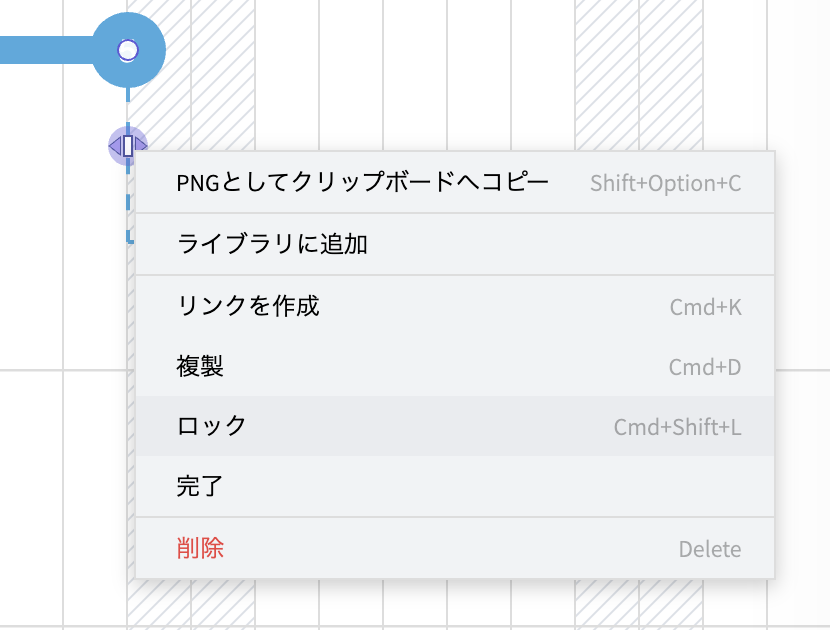 PNGとしてクリップボードへコピー Shift+Option+C
ライブラリに追加
リンクを作成 Cmd+K
複製 Cmd+D
ロック Cmd+Shift+L
完了
削除 Delete